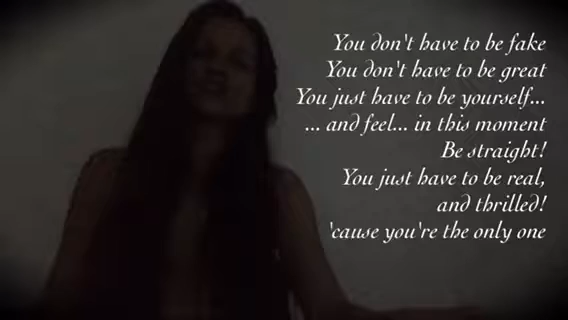 You don't have to be fake
You don't have to be great
You just have to be yourself...
... and feel... in this moment
Be straight!
You just have to be real,
and thrilled!
'cause you're the only one